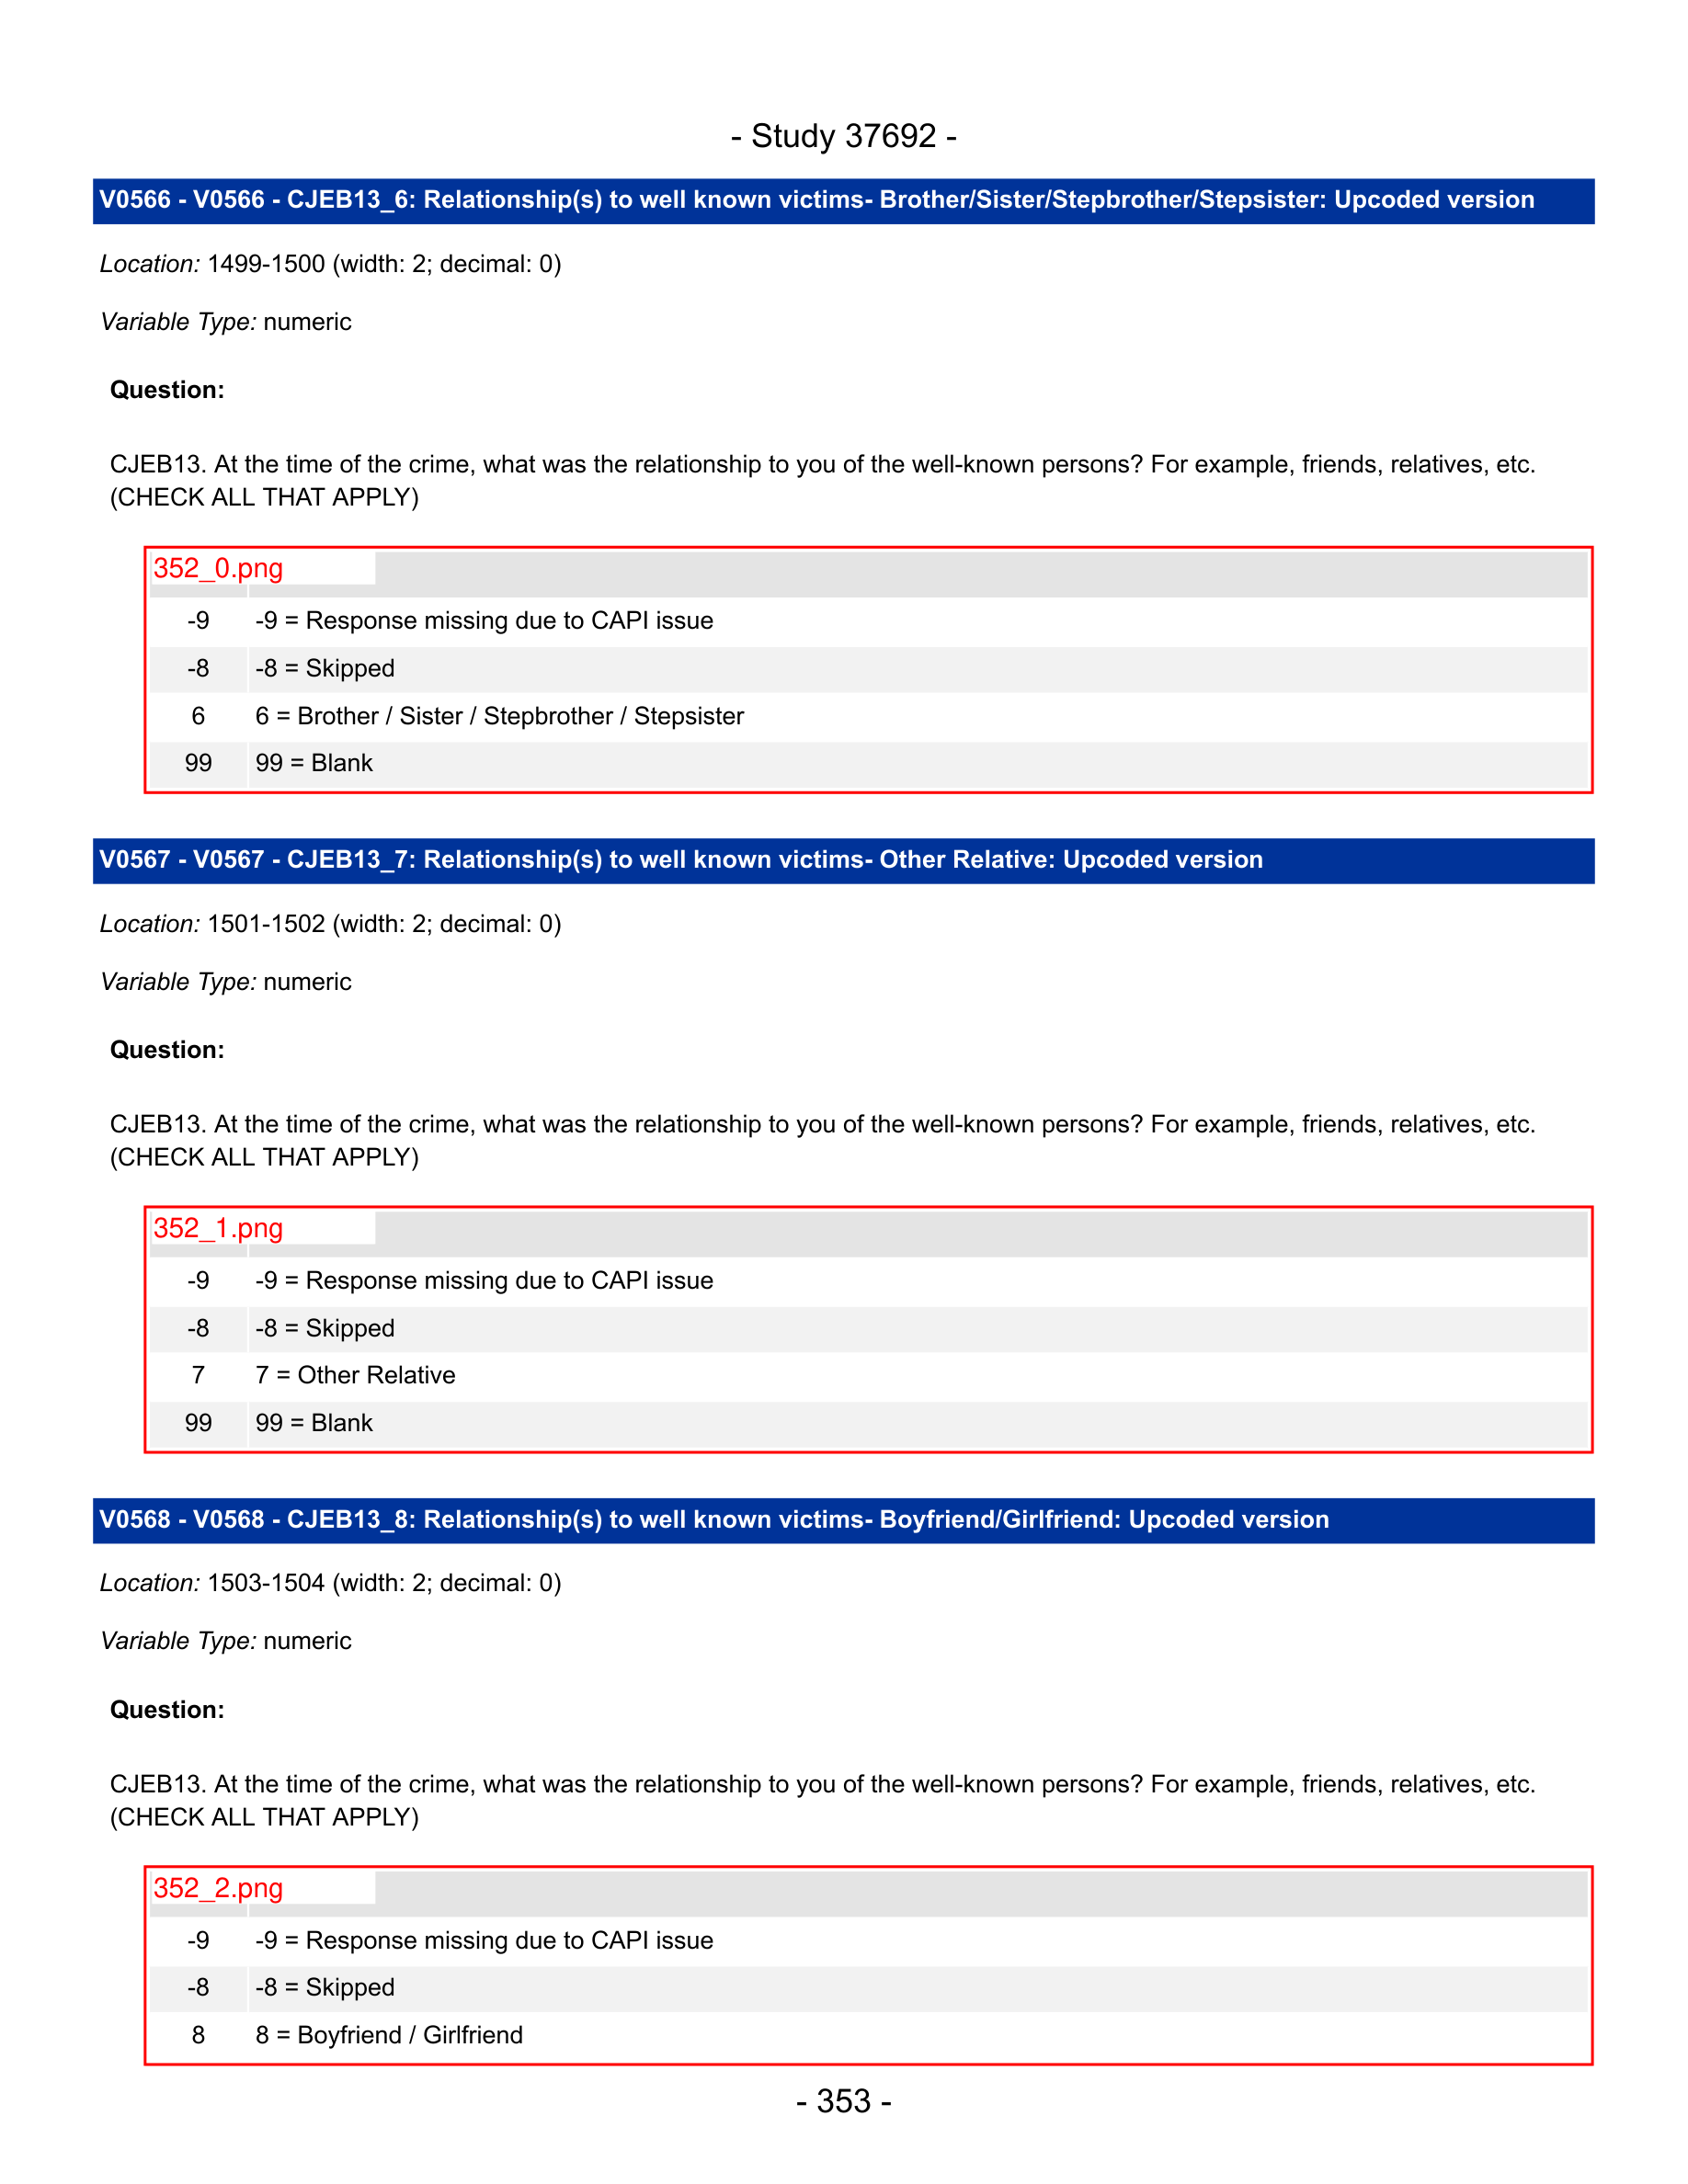 - Study 37692 -
V0566 - V0566 - CJEB13_6: Relationship(s) to well known victims- Brother/Sister/Stepbrother/Stepsister: Upcoded version
Location: 1499-1500 (width: 2; decimal: 0)
Variable Type: numeric
Question:
CJEB13. At the time of the crime, what was the relationship to you of the well-known persons? For example, friends, relatives, etc.
(CHECK ALL THAT APPLY)
352_0.png
-9 -9 = Response missing due to CAPI issue
-8 -8 = Skipped
6 6 = Brother / Sister / Stepbrother / Stepsister
99 99 = Blank
V0567 - V0567 - CJEB13_7: Relationship(s) to well known victims- Other Relative: Upcoded version
Location: 1501-1502 (width: 2; decimal: 0)
Variable Type: numeric
Question:
CJEB13. At the time of the crime, what was the relationship to you of the well-known persons? For example, friends, relatives, etc.
(CHECK ALL THAT APPLY)
352_1.png
-9 -9 = Response missing due to CAPI issue
-8 -8 = Skipped
7 7 = Other Relative
99 99 = Blank
V0568 - V0568 - CJEB13_8: Relationship(s) to well known victims- Boyfriend/Girlfriend: Upcoded version
Location: 1503-1504 (width: 2; decimal: 0)
Variable Type: numeric
Question:
CJEB13. At the time of the crime, what was the relationship to you of the well-known persons? For example, friends, relatives, etc.
(CHECK ALL THAT APPLY)
352_2.png
-9 -9 = Response missing due to CAPI issue
-8 -8 = Skipped
8 8 = Boyfriend / Girlfriend
- 353 -